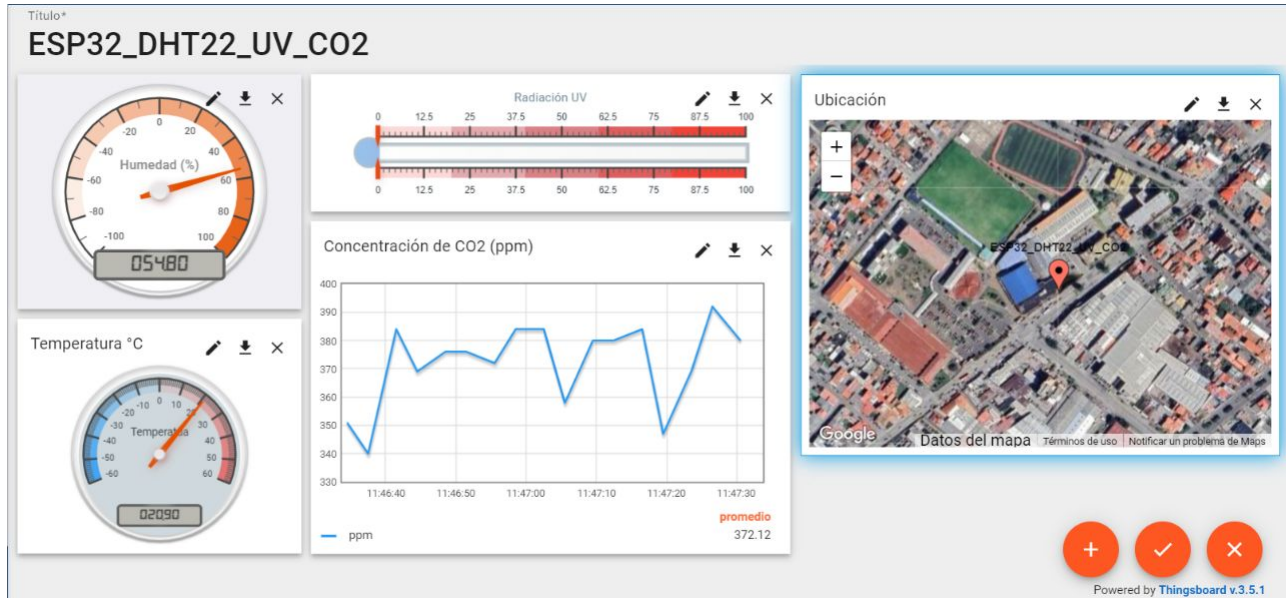 Título*
ESP32_DHT22_UV_CO2
-100
-80
-60
-40
-20
0
20
40
60
80
100
Humedad (%)
054.80
Temperatura °C
-60
-50
-40
-30
-20
-10
0
10
20
30
40
50
60
Temperatua
020.90
Radiación UV
0 12.5 25 37.5 50 62.5 75 87.5 100
0 12.5 25 37.5 50 62.5 75 87.5 100
Concentración de CO2 (ppm)
400
390
380
370
360
350
340
330
11:46:40 11:46:50 11:47:00 11:47:10 11:47:20 11:47:30
promedio
ppm 372.12
Ubicación
+
−
ESP32_DHT22_UV_CO2
Google Datos del mapa Términos de uso Notificar un problema de Maps
Powered by Thingsboard v.3.5.1